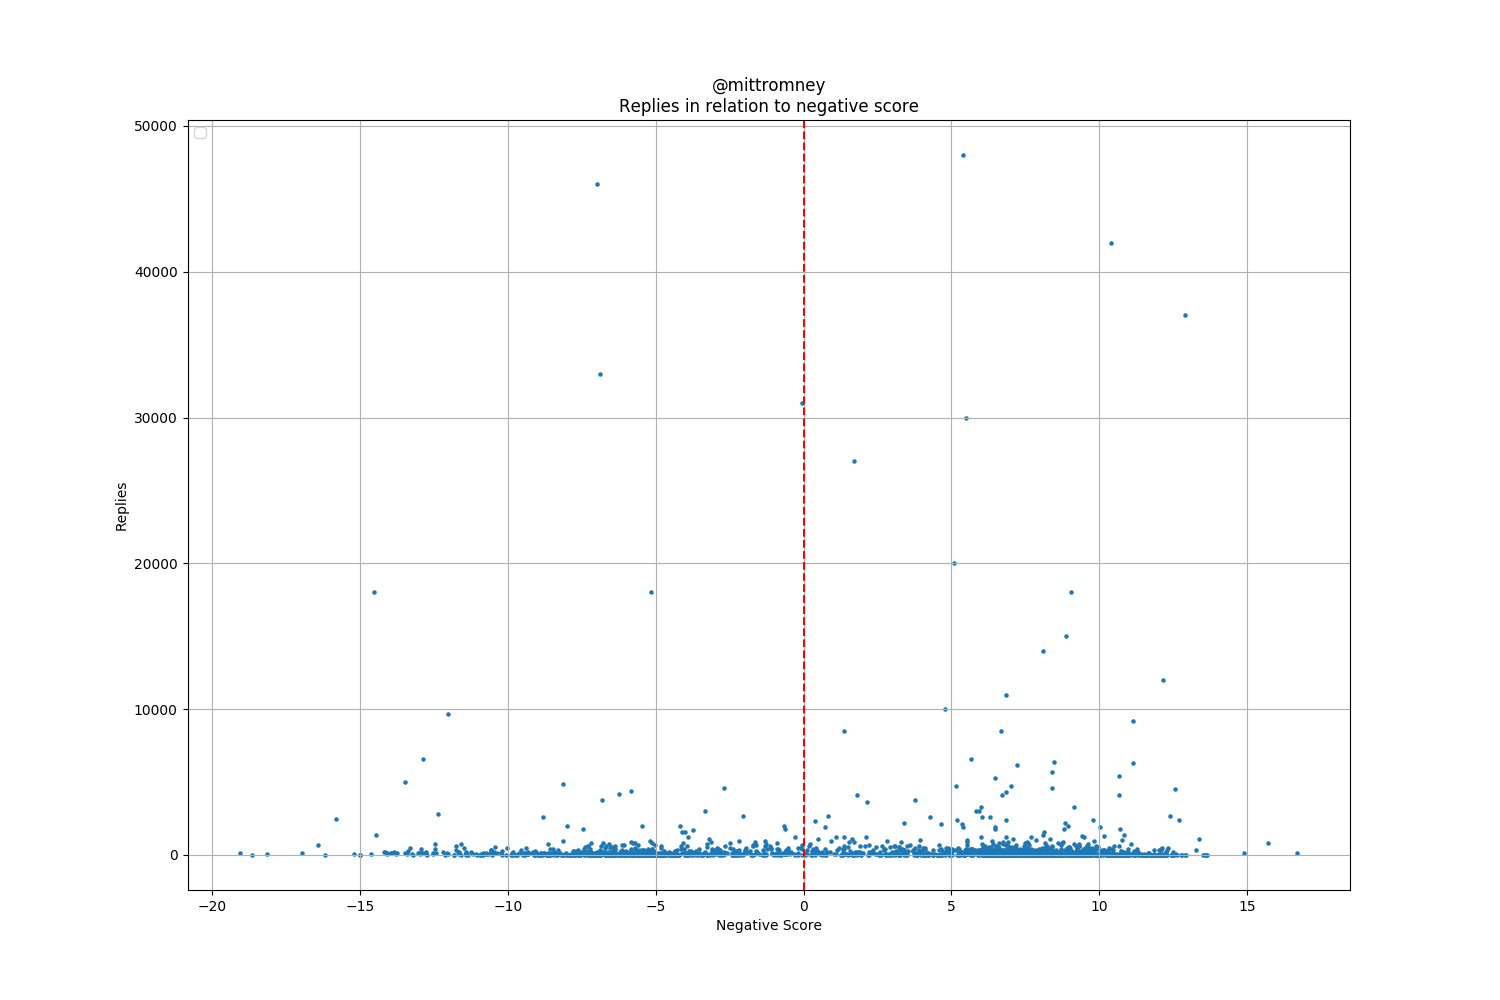 @mittromney
Replies in relation to negative score
50000
40000
30000
20000
10000
0
Replies
−20 −15 −10 −5 0 5 10 15
Negative Score